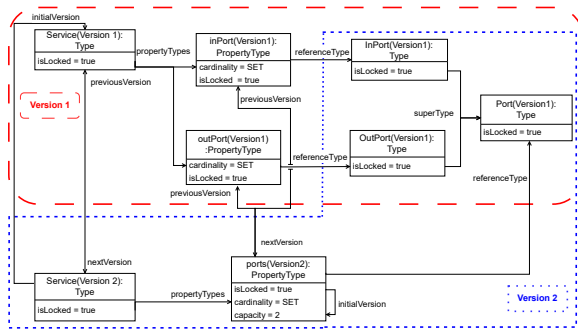 initialVersion
Service(Version 1):
Type
isLocked = true
propertyTypes
inPort(Version1):
PropertyType
cardinality = SET
isLocked = true
referenceType
InPort(Version1):
Type
isLocked = true
previousVersion
Version 1
previousVersion
superType
Port(Version1):
Type
isLocked = true
outPort(Version1)
:PropertyType
cardinality = SET
isLocked = true
referenceType
OutPort(Version1):
Type
isLocked = true
referenceType
previousVersion
nextVersion
nextVersion
Service(Version 2):
Type
isLocked = true
propertyTypes
ports(Version2):
PropertyType
isLocked = true
cardinality = SET
capacity = 2
initialVersion
Version 2